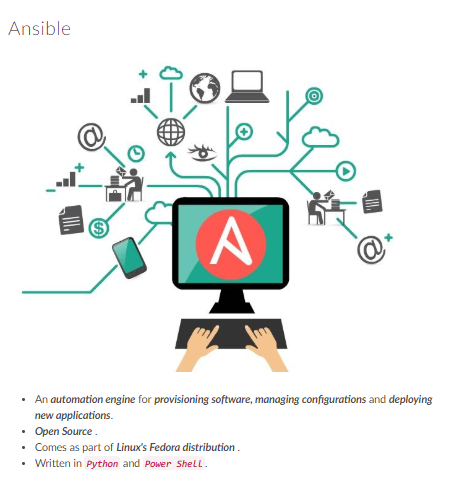 Ansible
@
$
@
• An automation engine for provisioning software, managing configurations and deploying
new applications.
• Open Source .
• Comes as part of Linux's Fedora distribution .
• Written in Python and Power Shell.